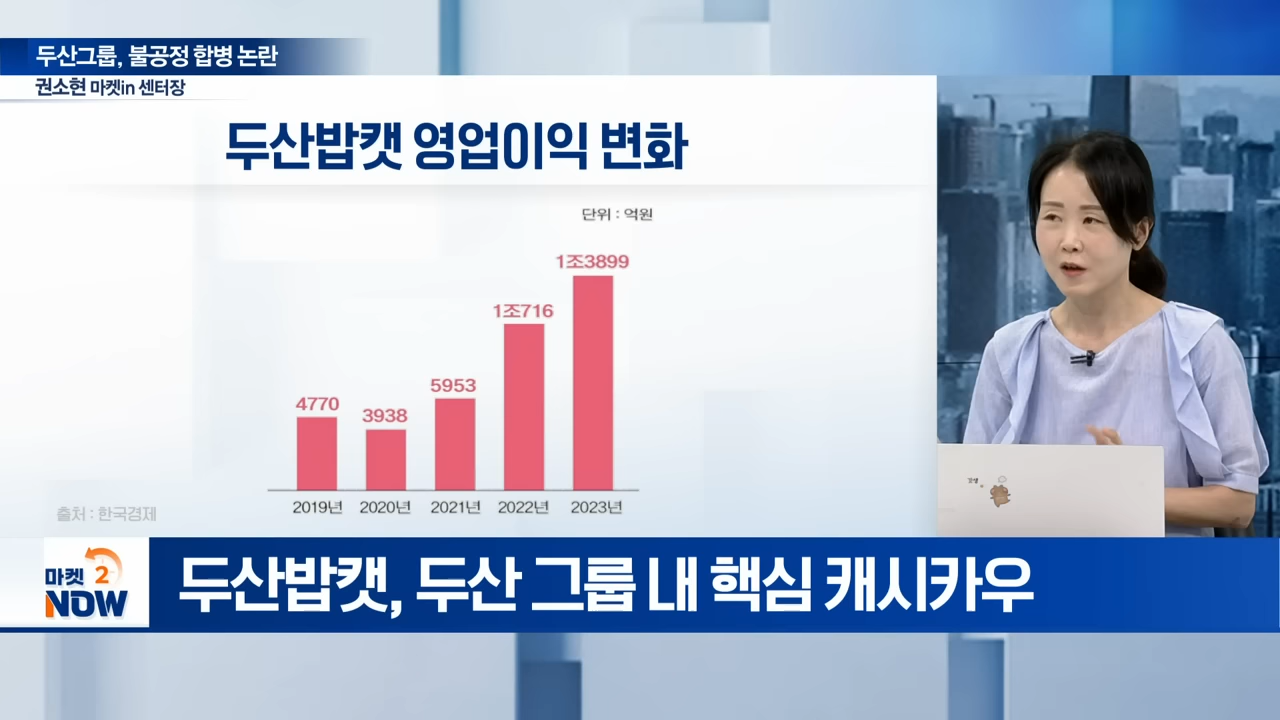 두산그룹, 불공정 합병 논란
권소현 마켓in 센터장
두산밥캣 영업이익 변화
단위 : 억원
4770
3938
5953
1조716
1조3899
2019년 2020년 2021년 2022년 2023년
출처 : 한국경제
마켓 2
NOW
두산밥캣, 두산 그룹 내 핵심 캐시카우